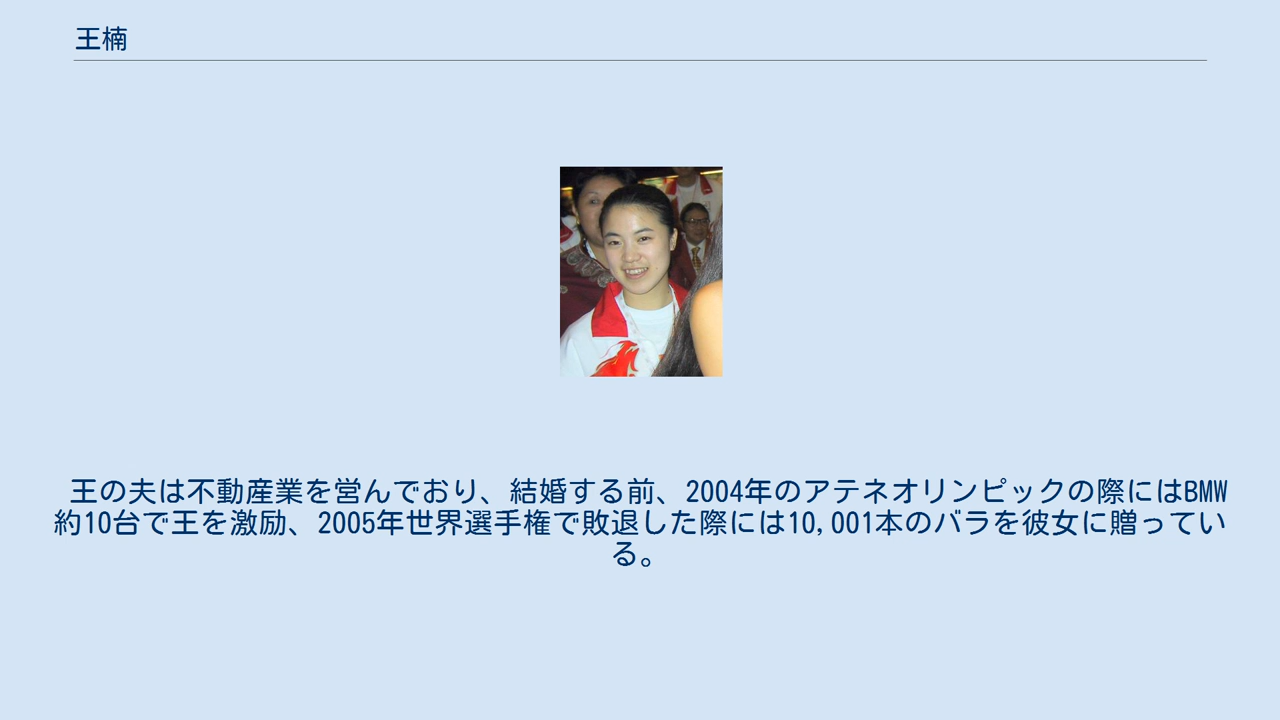 王楠
王の夫は不動産業を営んでおり、結婚する前、2004年のアテネオリンピックの際にはBMW
約10台で王を激励、2005年世界選手権で敗退した際には10,001本のバラを彼女に贈ってい
る。